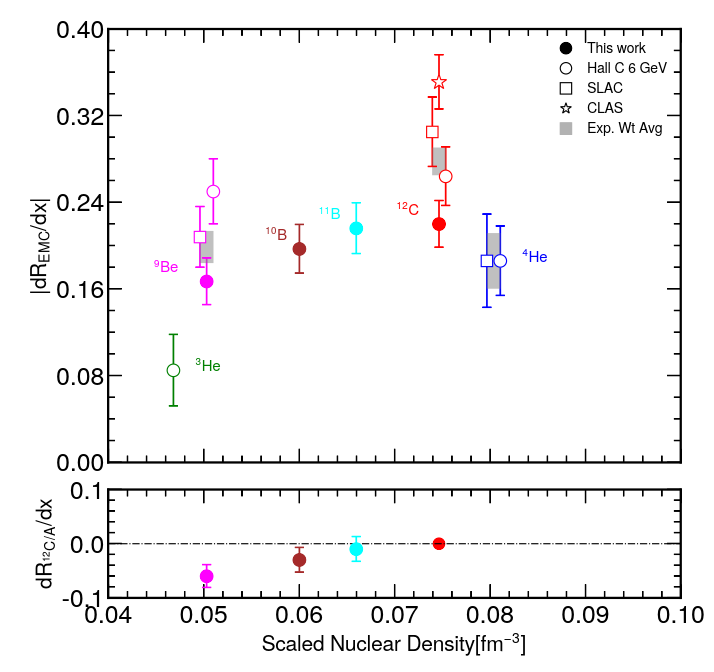 |dR_EMC/dx|
0.40
0.32
0.24
0.16
0.08
0.00
This work
Hall C 6 GeV
SLAC
CLAS
Exp. Wt Avg
¹²C
¹¹B
¹⁰B
⁹Be
⁴He
³He
dR_¹²C/A/dx
0.1
0.0
-0.1
0.04 0.05 0.06 0.07 0.08 0.09 0.10
Scaled Nuclear Density[fm⁻³]